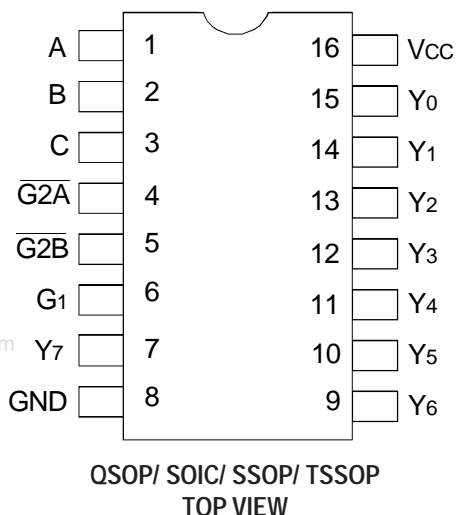 A 1 16 VCC
B 2 15 Y0
C 3 14 Y1
G2A 4 13 Y2
G2B 5 12 Y3
G1 6 11 Y4
m Y7 7 10 Y5
GND 8 9 Y6
QSOP/ SOIC/ SSOP/ TSSOP
TOP VIEW